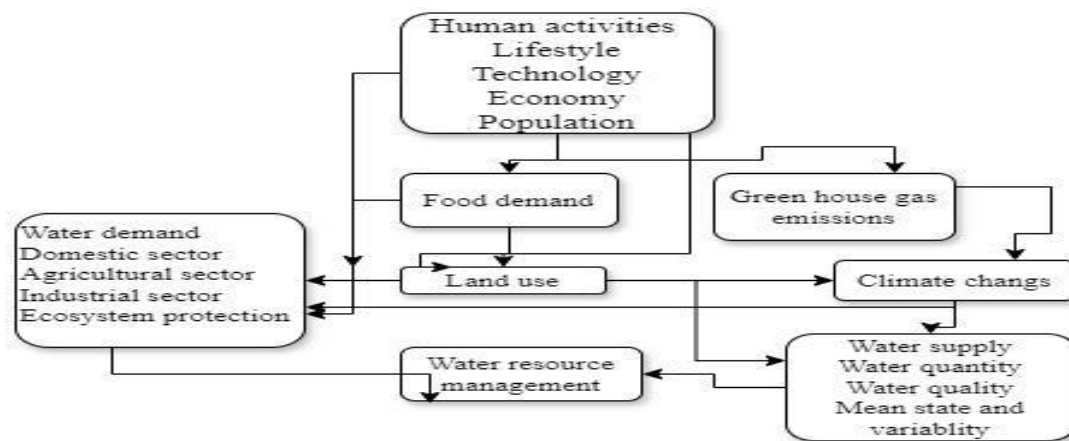 Human activities
Lifestyle
Technology
Economy
Population
Food demand
Green house gas
emissions
Water demand
Domestic sector
Agricultural sector
Industrial sector
Ecosystem protection
Land use
Climate changs
Water resource
management
Water supply
Water quantity
Water quality
Mean state and
variablity